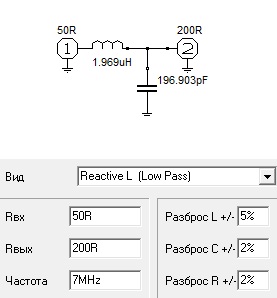 50R 200R
1 2
1.969uH
196.903pF
Вид Reactive L (Low Pass)
Rвх 50R Разброс L +/- 5%
Rвых 200R Разброс C +/- 2%
Частота 7MHz Разброс R +/- 2%